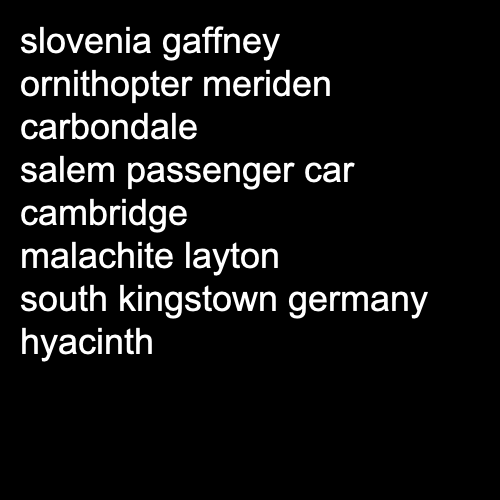 slovenia gaffney
ornithopter meriden
carbondale
salem passenger car
cambridge
malachite layton
south kingstown germany
hyacinth